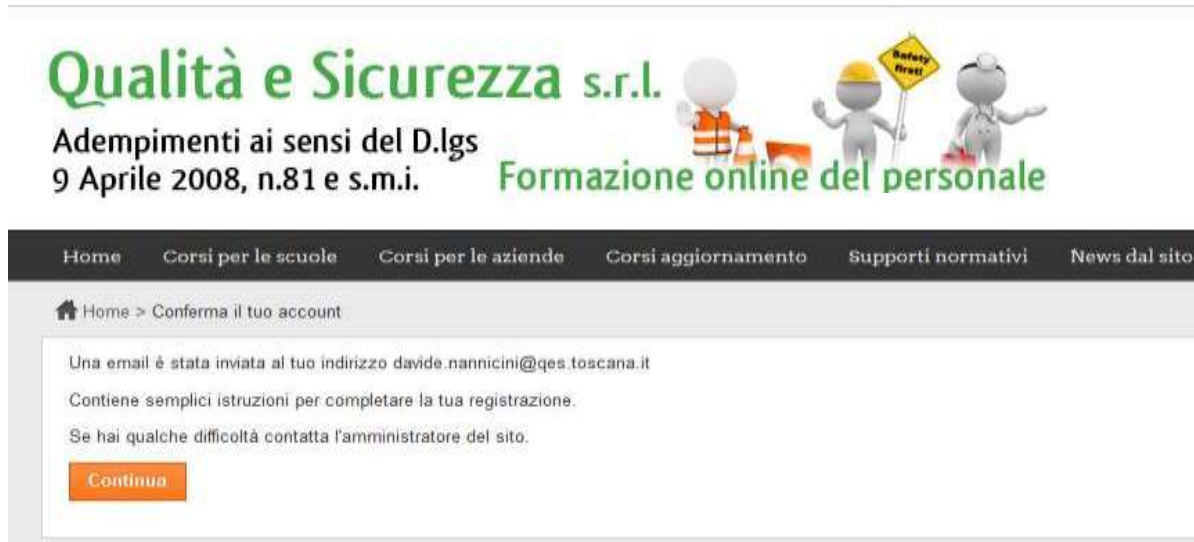 Qualità e Sicurezza s.r.l.
Safety
first!
Adempimenti ai sensi del D.lgs
9 Aprile 2008, n.81 e s.m.i.
Formazione online del personale
Home Corsi per le scuole Corsi per le aziende Corsi aggiornamento Supporti normativi News dal sito
Home > Conferma il tuo account
Una email é stata inviata al tuo indirizzo davide.nannicini@qes.toscana.it
Contiene semplici istruzioni per completare la tua registrazione.
Se hai qualche difficoltà contatta l'amministratore del sito.
Continua